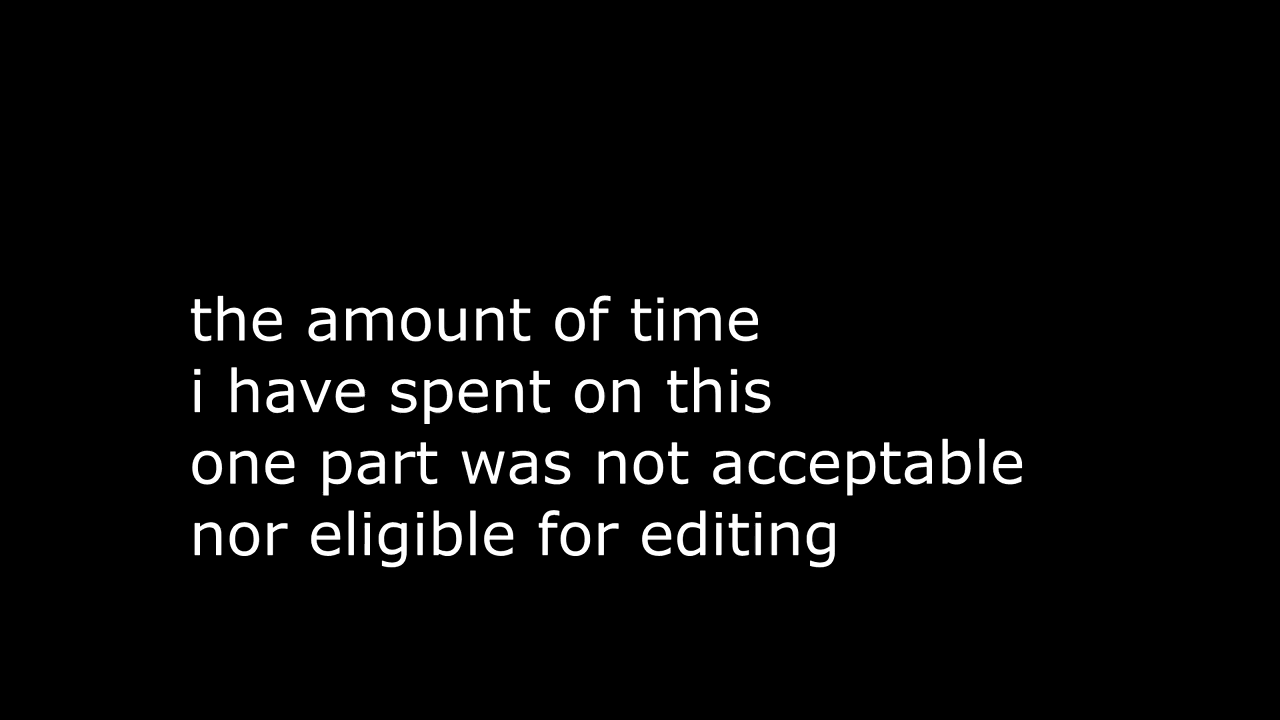 the amount of time
i have spent on this
one part was not acceptable
nor eligible for editing